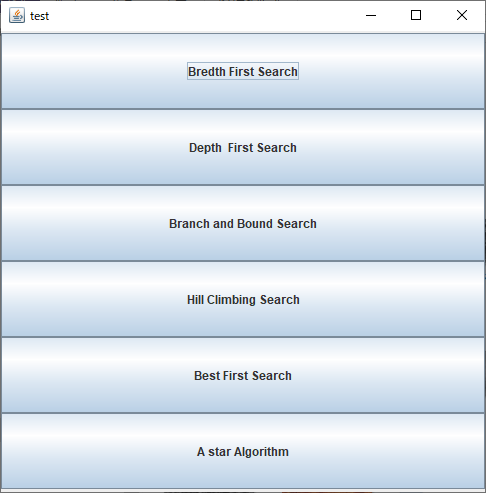 test
Bredth First Search
Depth  First Search
Branch and Bound Search
Hill Climbing Search
Best First Search
A star Algorithm